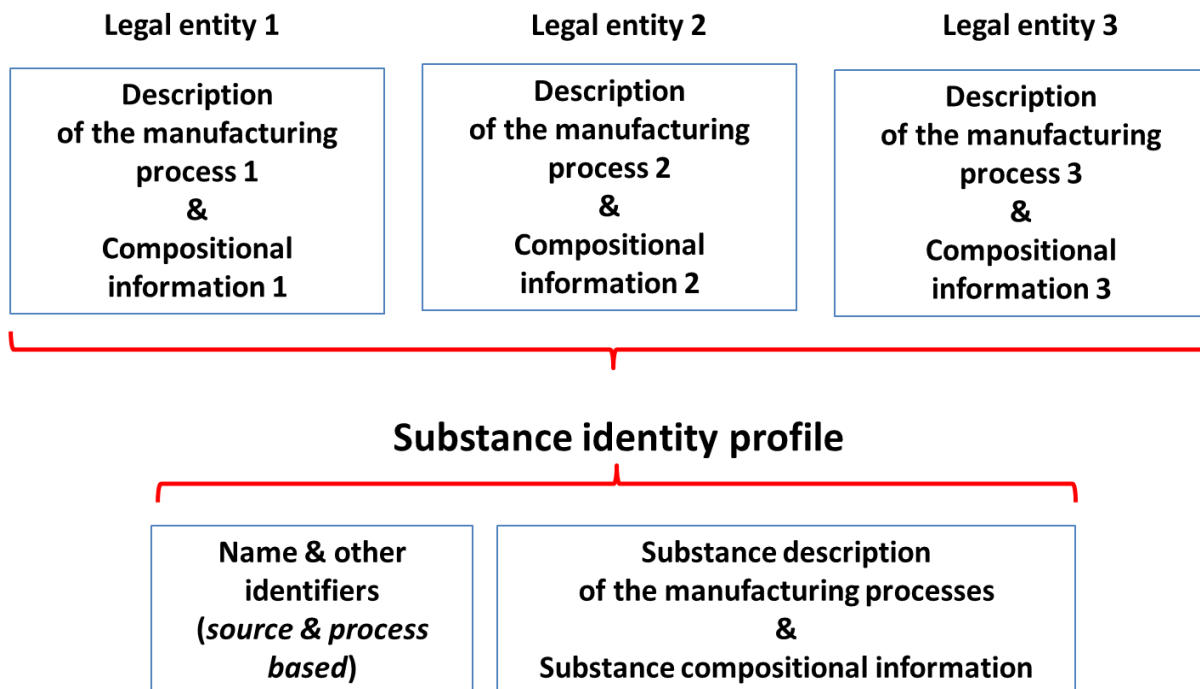 Legal entity 1
Legal entity 2
Legal entity 3
Description
of the manufacturing
process 1
&
Compositional
information 1
Description
of the manufacturing
process 2
&
Compositional
information 2
Description
of the manufacturing
process 3
&
Compositional
information 3
Substance identity profile
Name & other
identifiers
(source & process
based)
Substance description
of the manufacturing processes
&
Substance compositional information